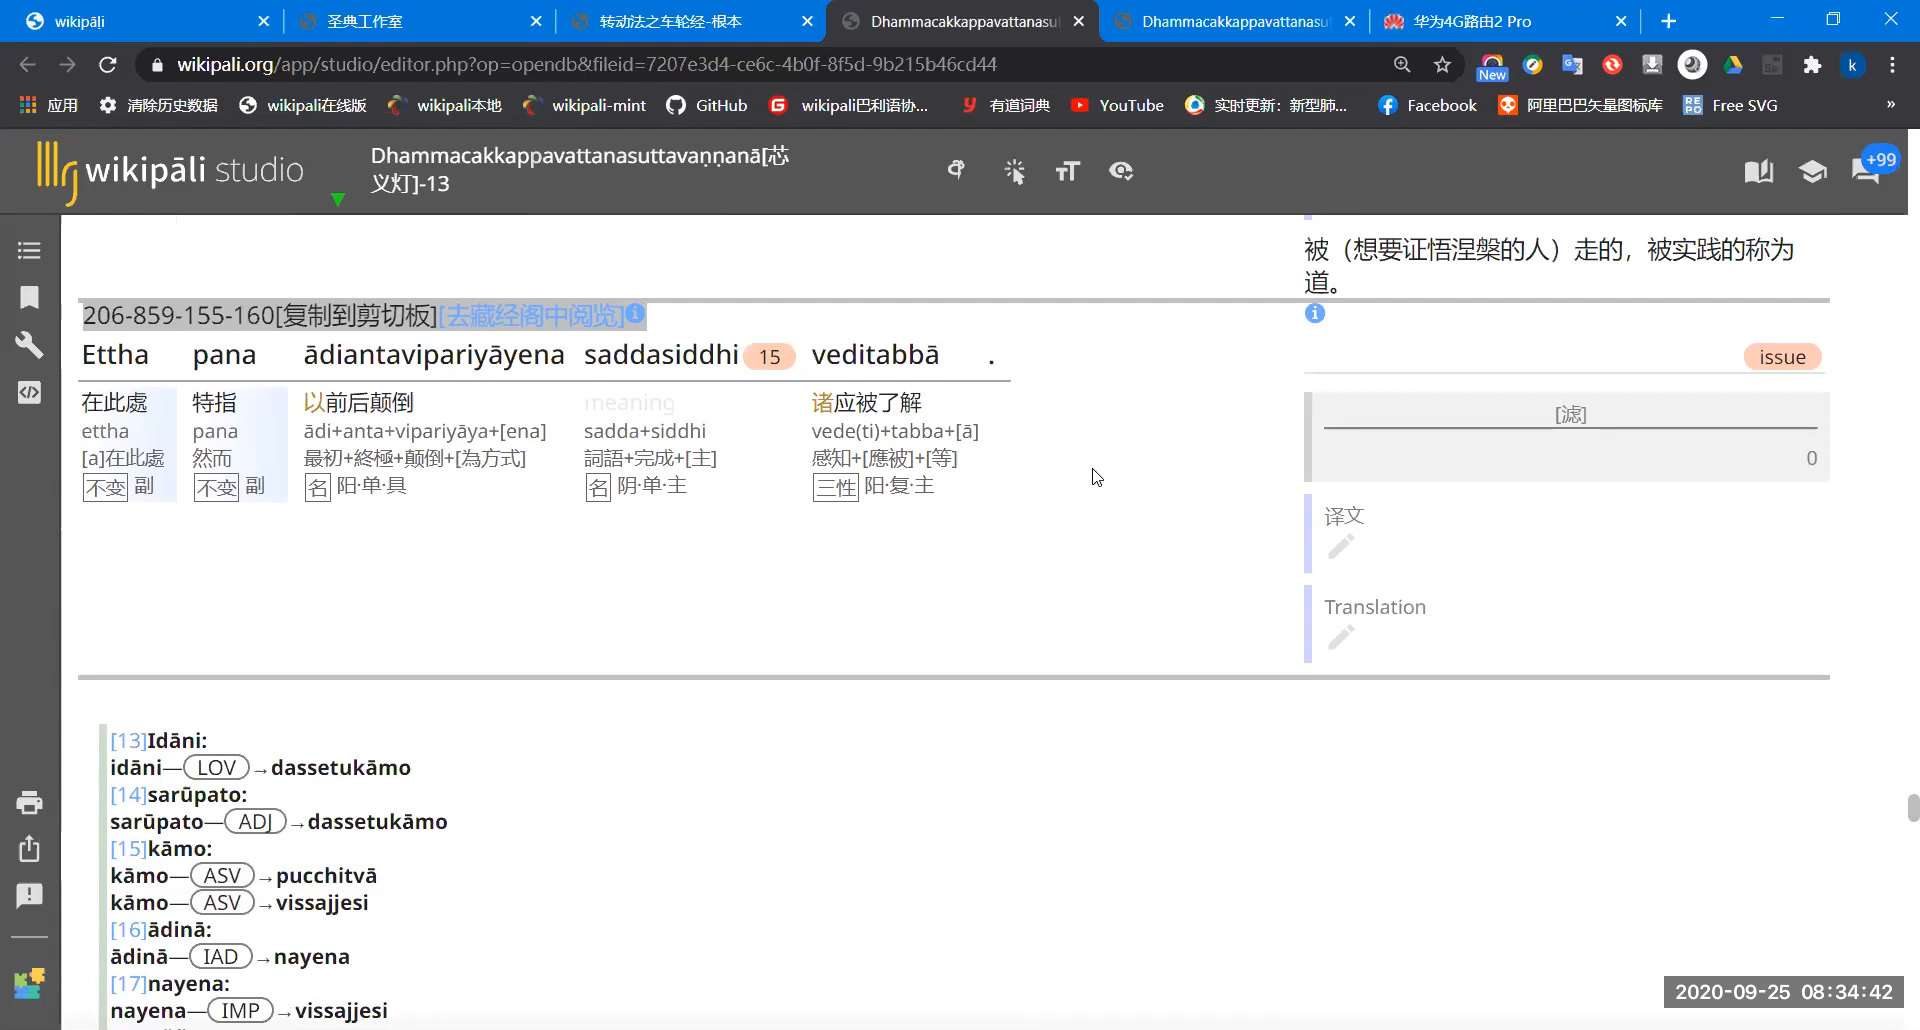 wikipāli
圣典工作室
转动法之车轮经-根本
Dhammacakkappavattanasu
Dhammacakkappavattanasu
华为4G路由2 Pro
wikipali.org/app/studio/editor.php?op=opendb&fileid=7207e3d4-ce6c-4b0f-8f5d-9b215b46cd44
New
k
应用
清除历史数据
wikipali在线版
wikipali本地
wikipali-mint
GitHub
wikipali巴利语协...
有道词典
YouTube
实时更新：新型肺...
Facebook
阿里巴巴矢量图标库
REPO
Free SVG
»
wikipāli studio
Dhammacakkappavattanasuttavaṇṇanā[芯
义灯]-13
+99
被（想要证悟涅槃的人）走的，被实践的称为
道。
206-859-155-160[复制到剪切板][去藏经阁中阅览]
Ettha pana ādiantavipariyāyena saddasiddhi 15 veditabbā .
issue
在此處 特指 以前后颠倒 meaning 诸应被了解
[滤]
ettha pana ādi+anta+vipariyāya+[ena] sadda+siddhi vede(ti)+tabba+[ā]
[a]在此處 然而 最初+終極+颠倒+[為方式] 詞語+完成+[主] 感知+[應被]+[等]
0
不变 副 不变 副 名 阳·单·具 名 阴·单·主 三性 阳·复·主
译文
Translation
[13]Idāni:
idāni—LOV→dassetukāmo
[14]sarūpato:
sarūpato—ADJ→dassetukāmo
[15]kāmo:
kāmo—ASV→pucchitvā
kāmo—ASV→vissajjesi
[16]ādinā:
ādinā—IAD→nayena
[17]nayena:
nayena—IMP→vissajjesi
2020-09-25 08:34:42